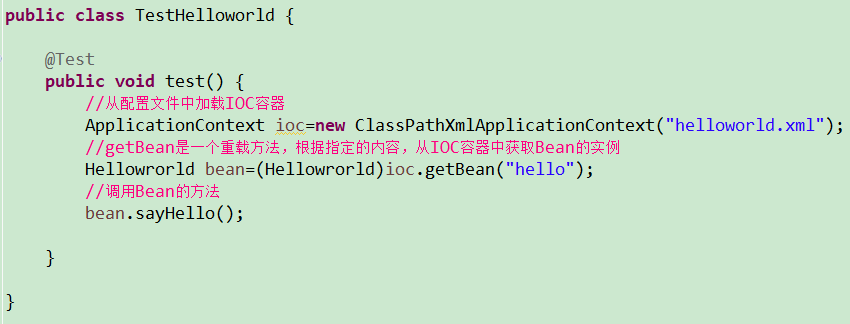 public class TestHelloworld {
@Test
public void test() {
//从配置文件中加载IOC容器
ApplicationContext ioc=new ClassPathXmlApplicationContext("helloworld.xml");
//getBean是一个重载方法，根据指定的内容，从IOC容器中获取Bean的实例
Hellowrorld bean=(Hellowrorld)ioc.getBean("hello");
//调用Bean的方法
bean.sayHello();
}
}